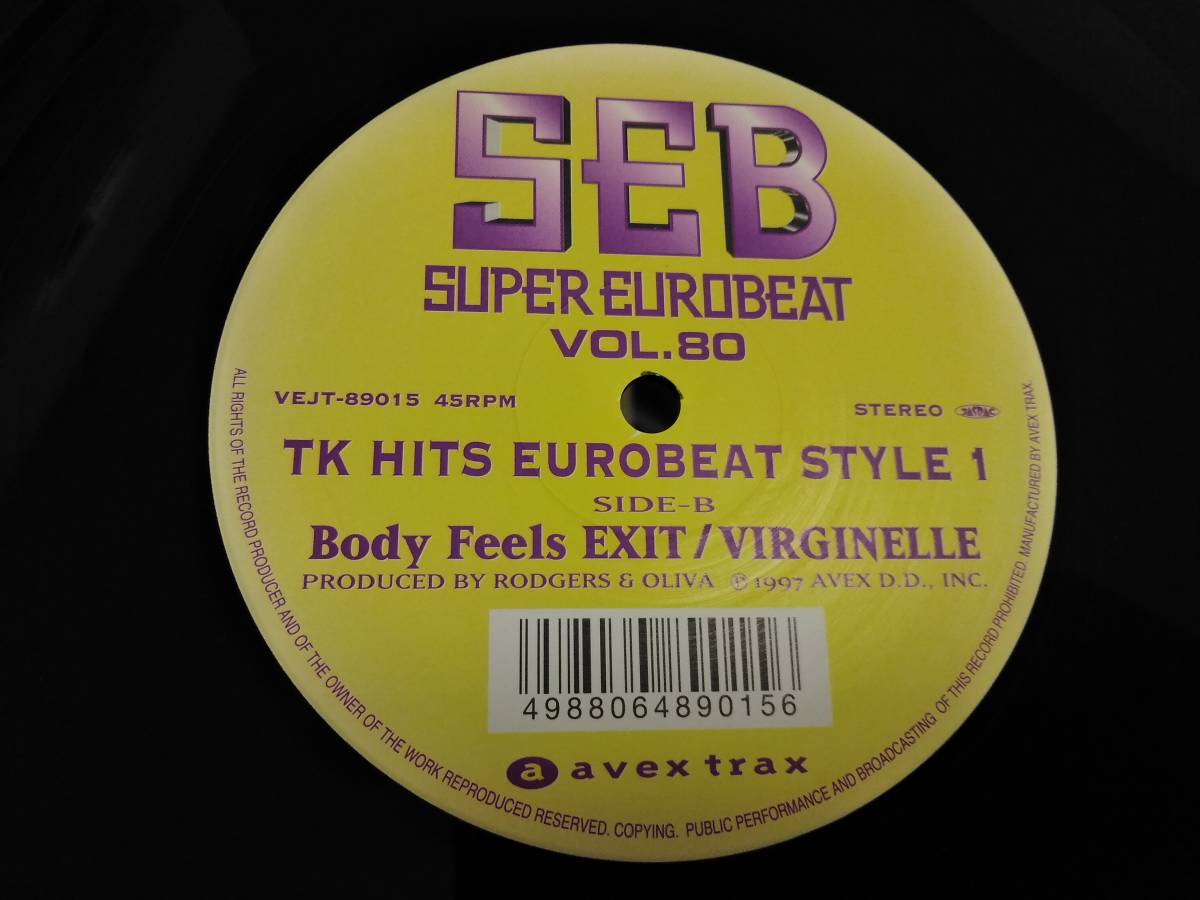 SEB
SUPER EUROBEAT
VOL.80
VEJT-89015 45RPM
STEREO JASRAC
TK HITS EUROBEAT STYLE 1
SIDE-B
Body Feels EXIT / VIRGINELLE
PRODUCED BY RODGERS & OLIVA ℗ 1997 AVEX D.D., INC.
4988064890156
a avex trax
ALL RIGHTS OF THE RECORD PRODUCER AND OF THE OWNER OF THE WORK REPRODUCED RESERVED. COPYING. PUBLIC PERFORMANCE AND BROADCASTING OF THIS RECORD PROHIBITED. MANUFACTURED BY AVEX TRAX.